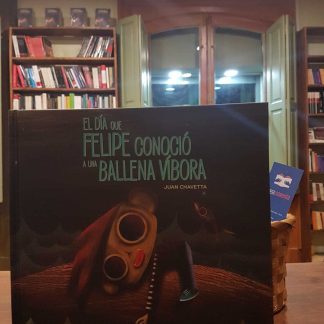 EL DÍA QUE
FELIPE CONOCIÓ
A UNA BALLENA VÍBORA
JUAN CHAVETTA